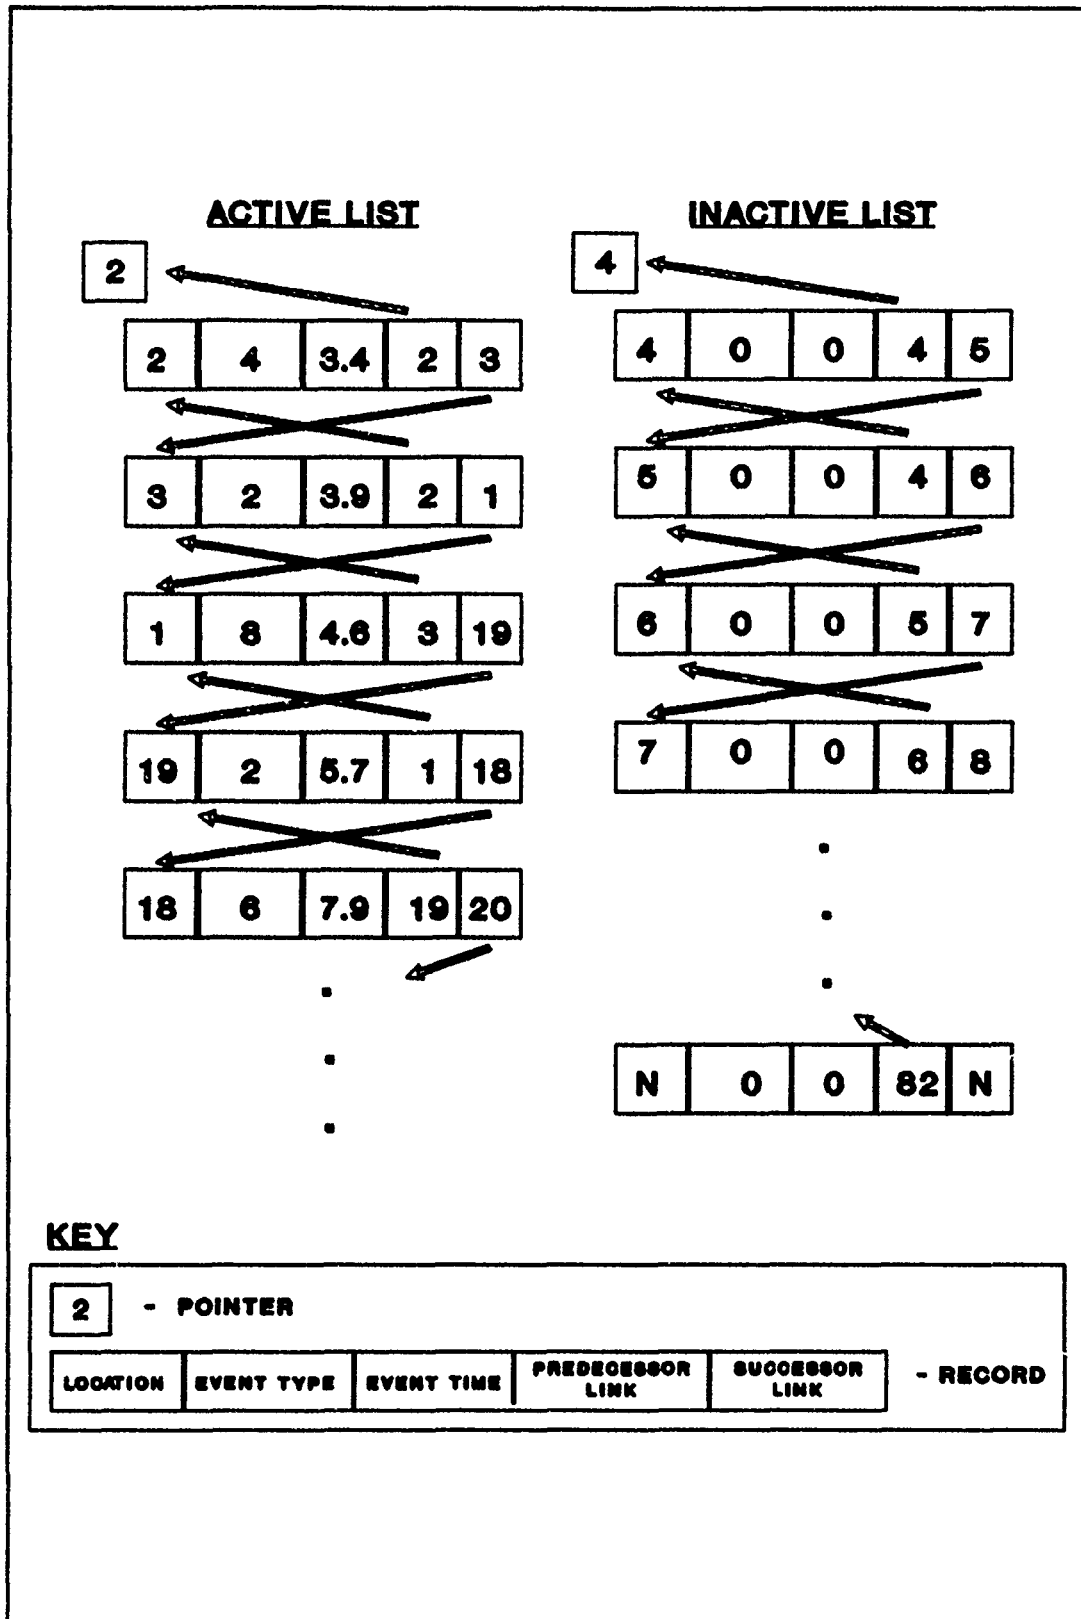 ACTIVE LIST
2
2 4 3.4 2 3
3 2 3.9 2 1
1 8 4.6 3 19
19 2 5.7 1 18
18 6 7.9 19 20
INACTIVE LIST
4
4 0 0 4 5
5 0 0 4 6
6 0 0 5 7
7 0 0 6 8
N 0 0 82 N
KEY
2 - POINTER
LOCATION EVENT TYPE EVENT TIME PREDECESSOR LINK SUCCESSOR LINK - RECORD